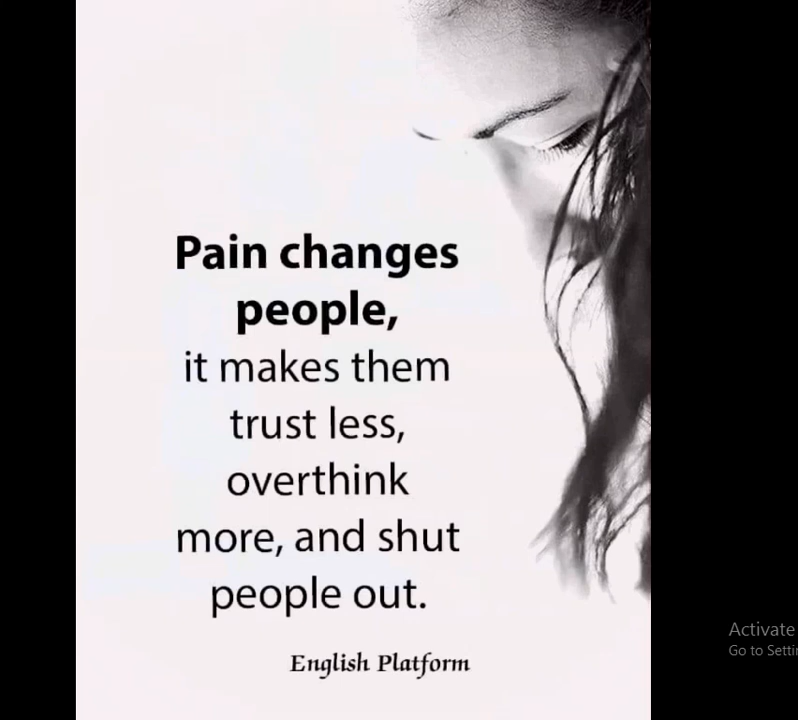 Pain changes
people,
it makes them
trust less,
overthink
more, and shut
people out.
English Platform
Activate
Go to Settin